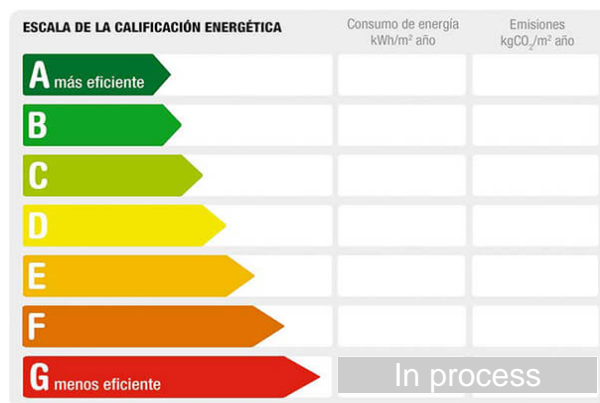 ESCALA DE LA CALIFICACIÓN ENERGÉTICA
Consumo de energía
kWh/m² año
Emisiones
kgCO₂/m² año
A más eficiente
B
C
D
E
F
G menos eficiente
In process